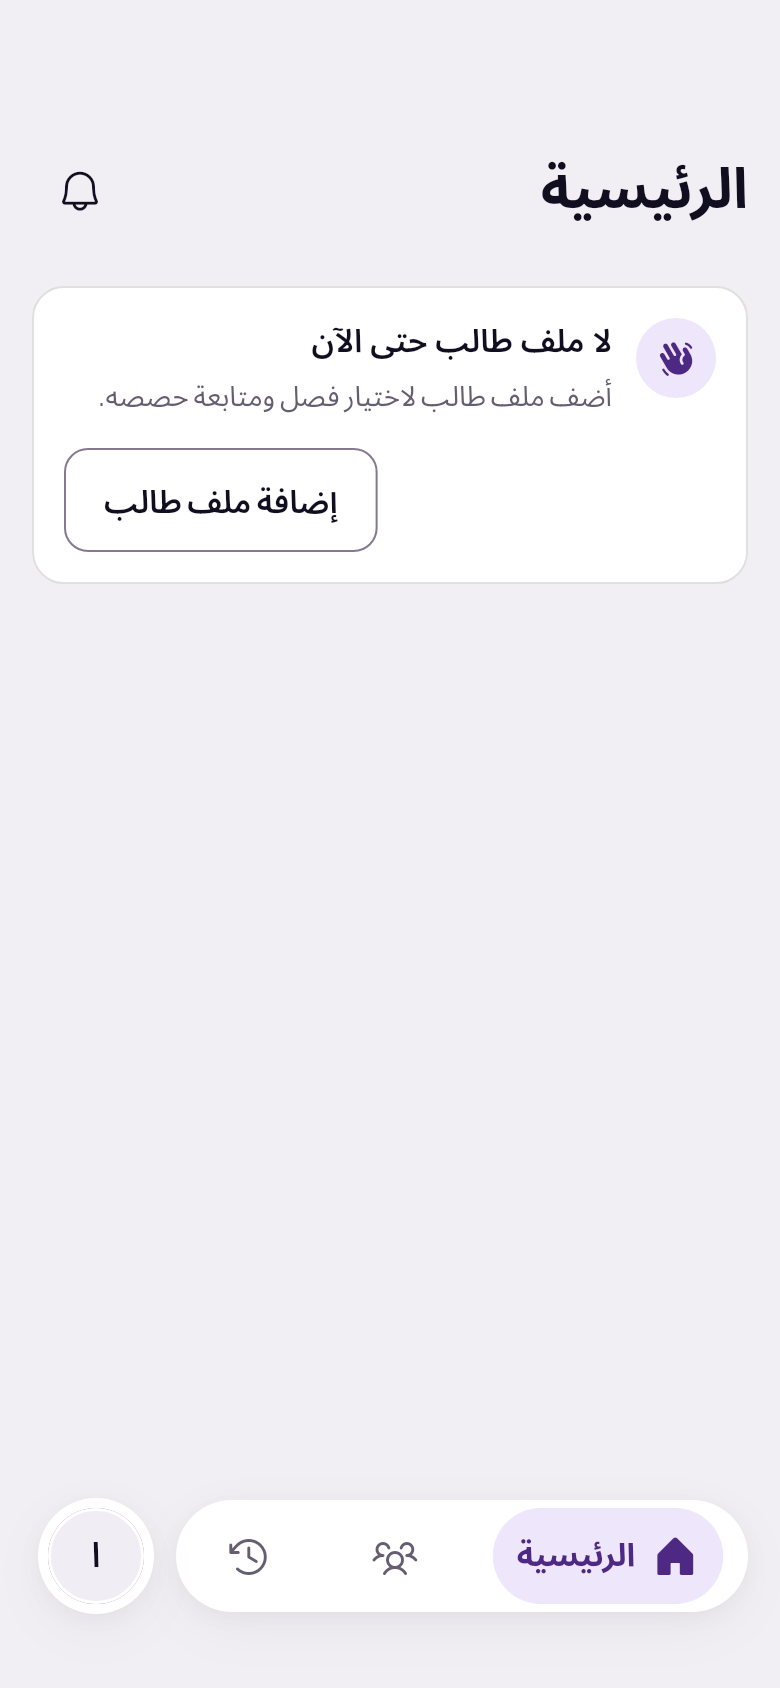 الرئيسية
لا ملف طالب حتى الآن
أضف ملف طالب لاختيار فصل ومتابعة حصصه.
إضافة ملف طالب
الرئيسية
ا